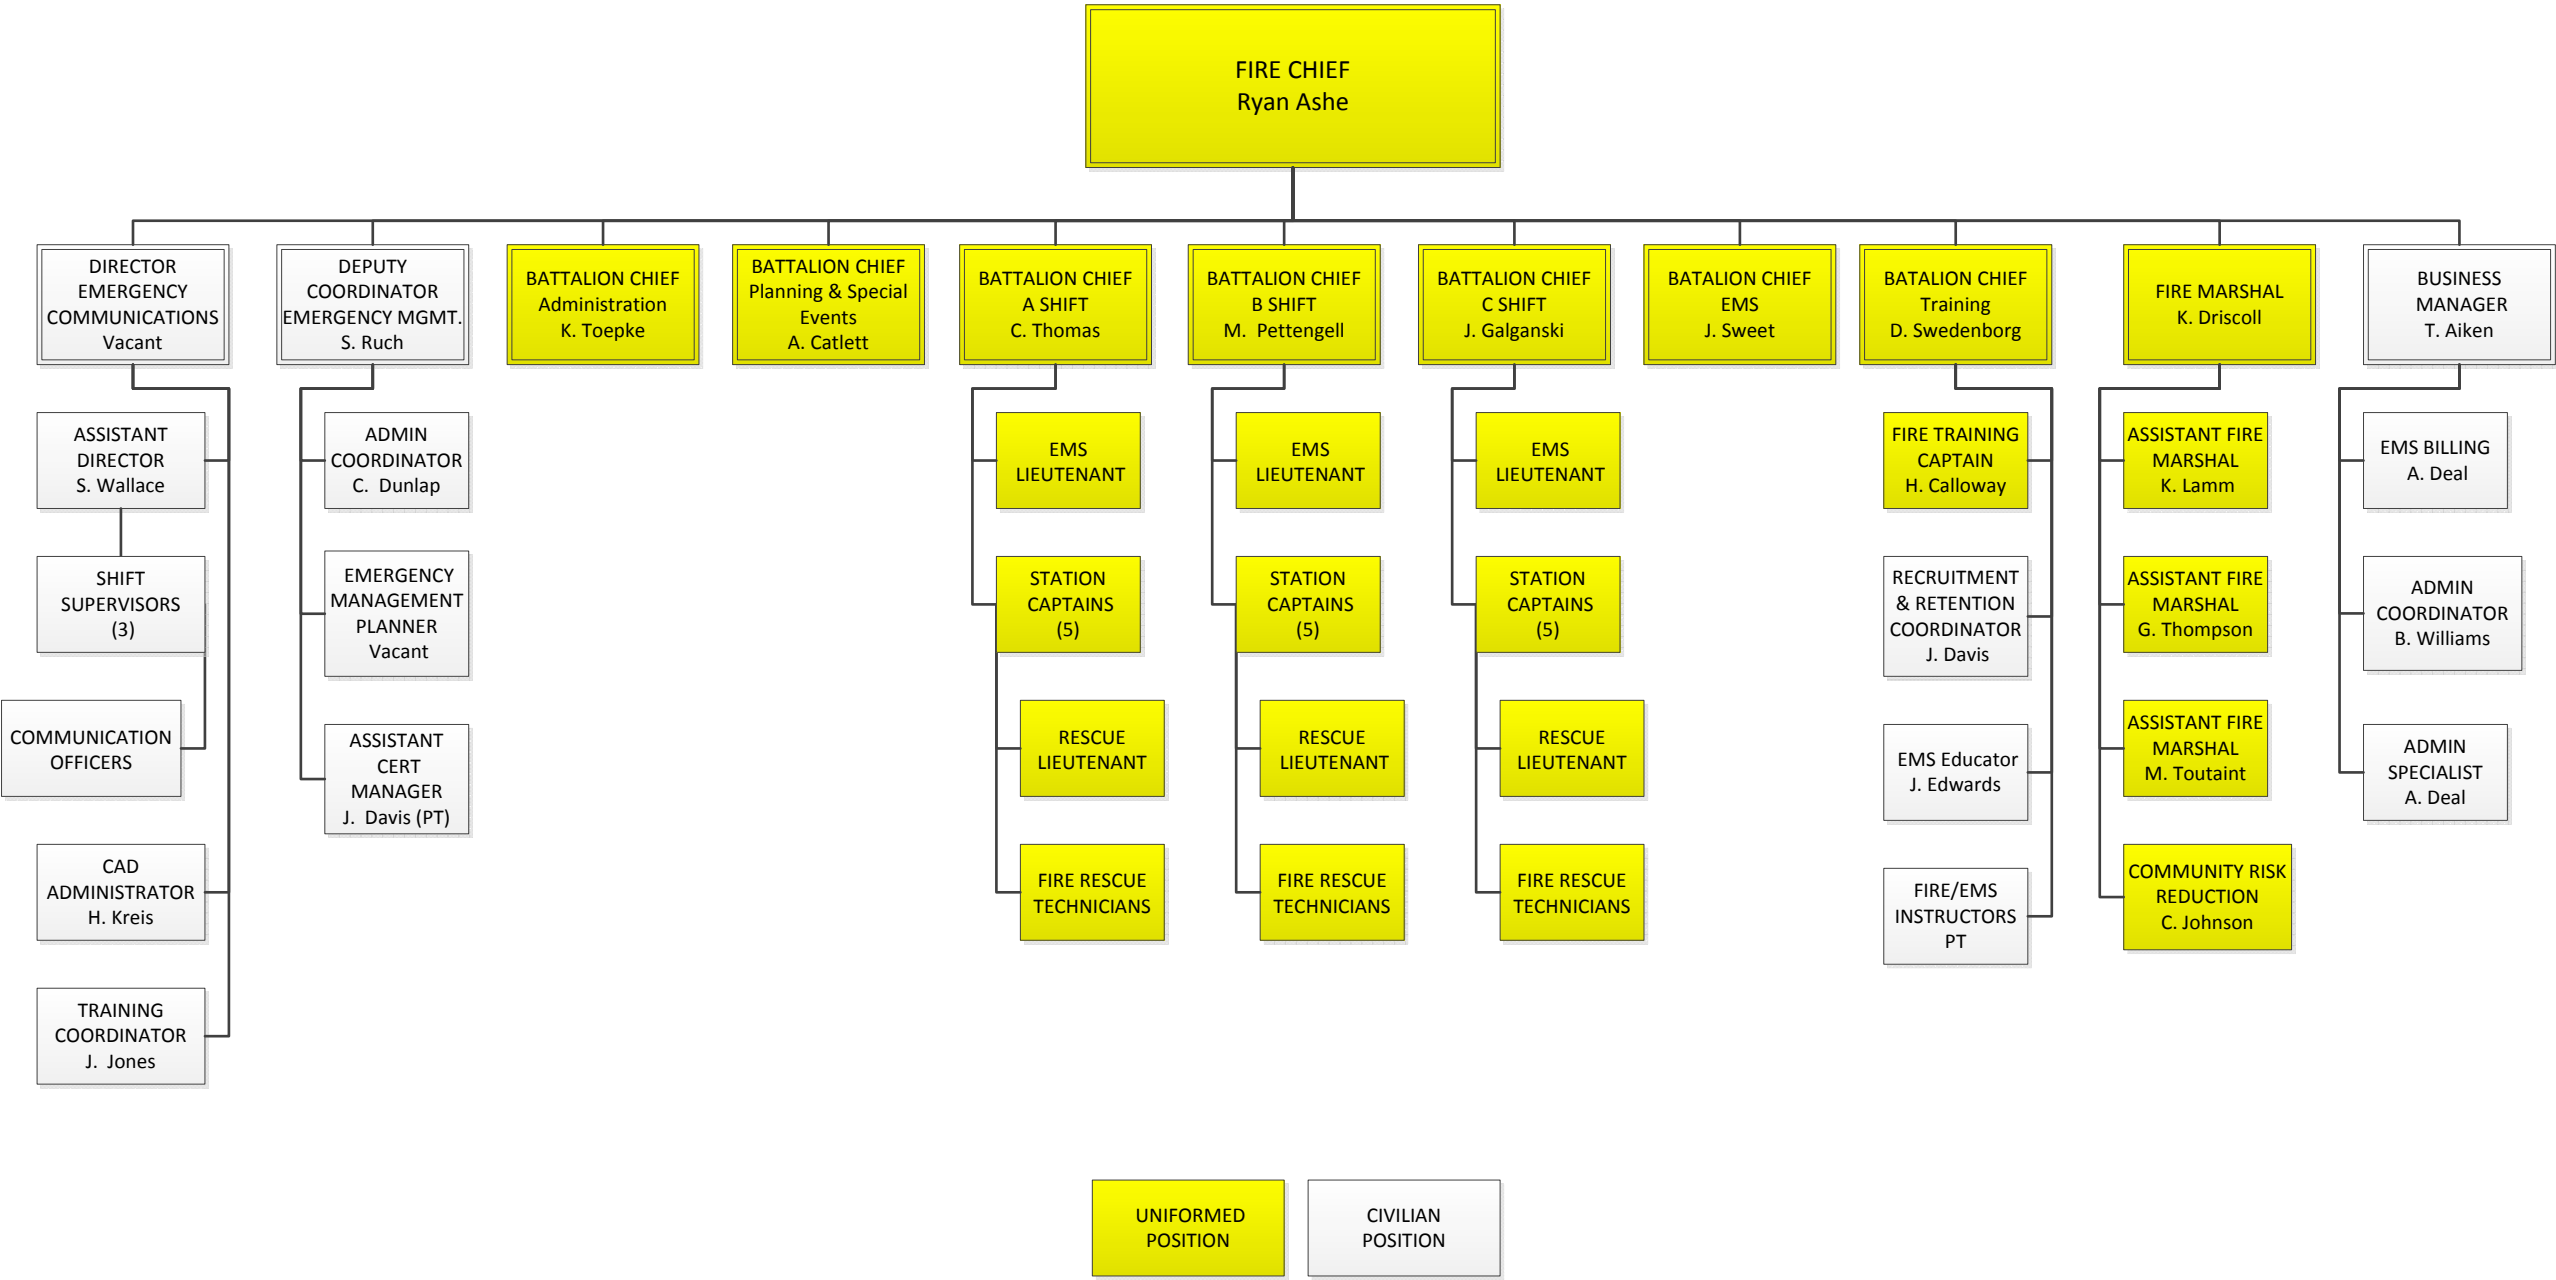 FIRE CHIEF
Ryan Ashe
DIRECTOR
EMERGENCY
COMMUNICATIONS
Vacant
DEPUTY
COORDINATOR
EMERGENCY MGMT.
S. Ruch
BATTALION CHIEF
Administration
K. Toepke
BATTALION CHIEF
Planning & Special
Events
A. Catlett
BATTALION CHIEF
A SHIFT
C. Thomas
BATTALION CHIEF
B SHIFT
M. Pettengell
BATTALION CHIEF
C SHIFT
J. Galganski
BATALION CHIEF
EMS
J. Sweet
BATALION CHIEF
Training
D. Swedenborg
FIRE MARSHAL
K. Driscoll
BUSINESS
MANAGER
T. Aiken
ASSISTANT
DIRECTOR
S. Wallace
SHIFT
SUPERVISORS
(3)
COMMUNICATION
OFFICERS
CAD
ADMINISTRATOR
H. Kreis
TRAINING
COORDINATOR
J. Jones
ADMIN
COORDINATOR
C. Dunlap
EMERGENCY
MANAGEMENT
PLANNER
Vacant
ASSISTANT
CERT
MANAGER
J. Davis (PT)
EMS
LIEUTENANT
STATION
CAPTAINS
(5)
RESCUE
LIEUTENANT
FIRE RESCUE
TECHNICIANS
EMS
LIEUTENANT
STATION
CAPTAINS
(5)
RESCUE
LIEUTENANT
FIRE RESCUE
TECHNICIANS
EMS
LIEUTENANT
STATION
CAPTAINS
(5)
RESCUE
LIEUTENANT
FIRE RESCUE
TECHNICIANS
FIRE TRAINING
CAPTAIN
H. Calloway
RECRUITMENT
& RETENTION
COORDINATOR
J. Davis
EMS Educator
J. Edwards
FIRE/EMS
INSTRUCTORS
PT
ASSISTANT FIRE
MARSHAL
K. Lamm
ASSISTANT FIRE
MARSHAL
G. Thompson
ASSISTANT FIRE
MARSHAL
M. Toutaint
COMMUNITY RISK
REDUCTION
C. Johnson
EMS BILLING
A. Deal
ADMIN
COORDINATOR
B. Williams
ADMIN
SPECIALIST
A. Deal
UNIFORMED
POSITION
CIVILIAN
POSITION